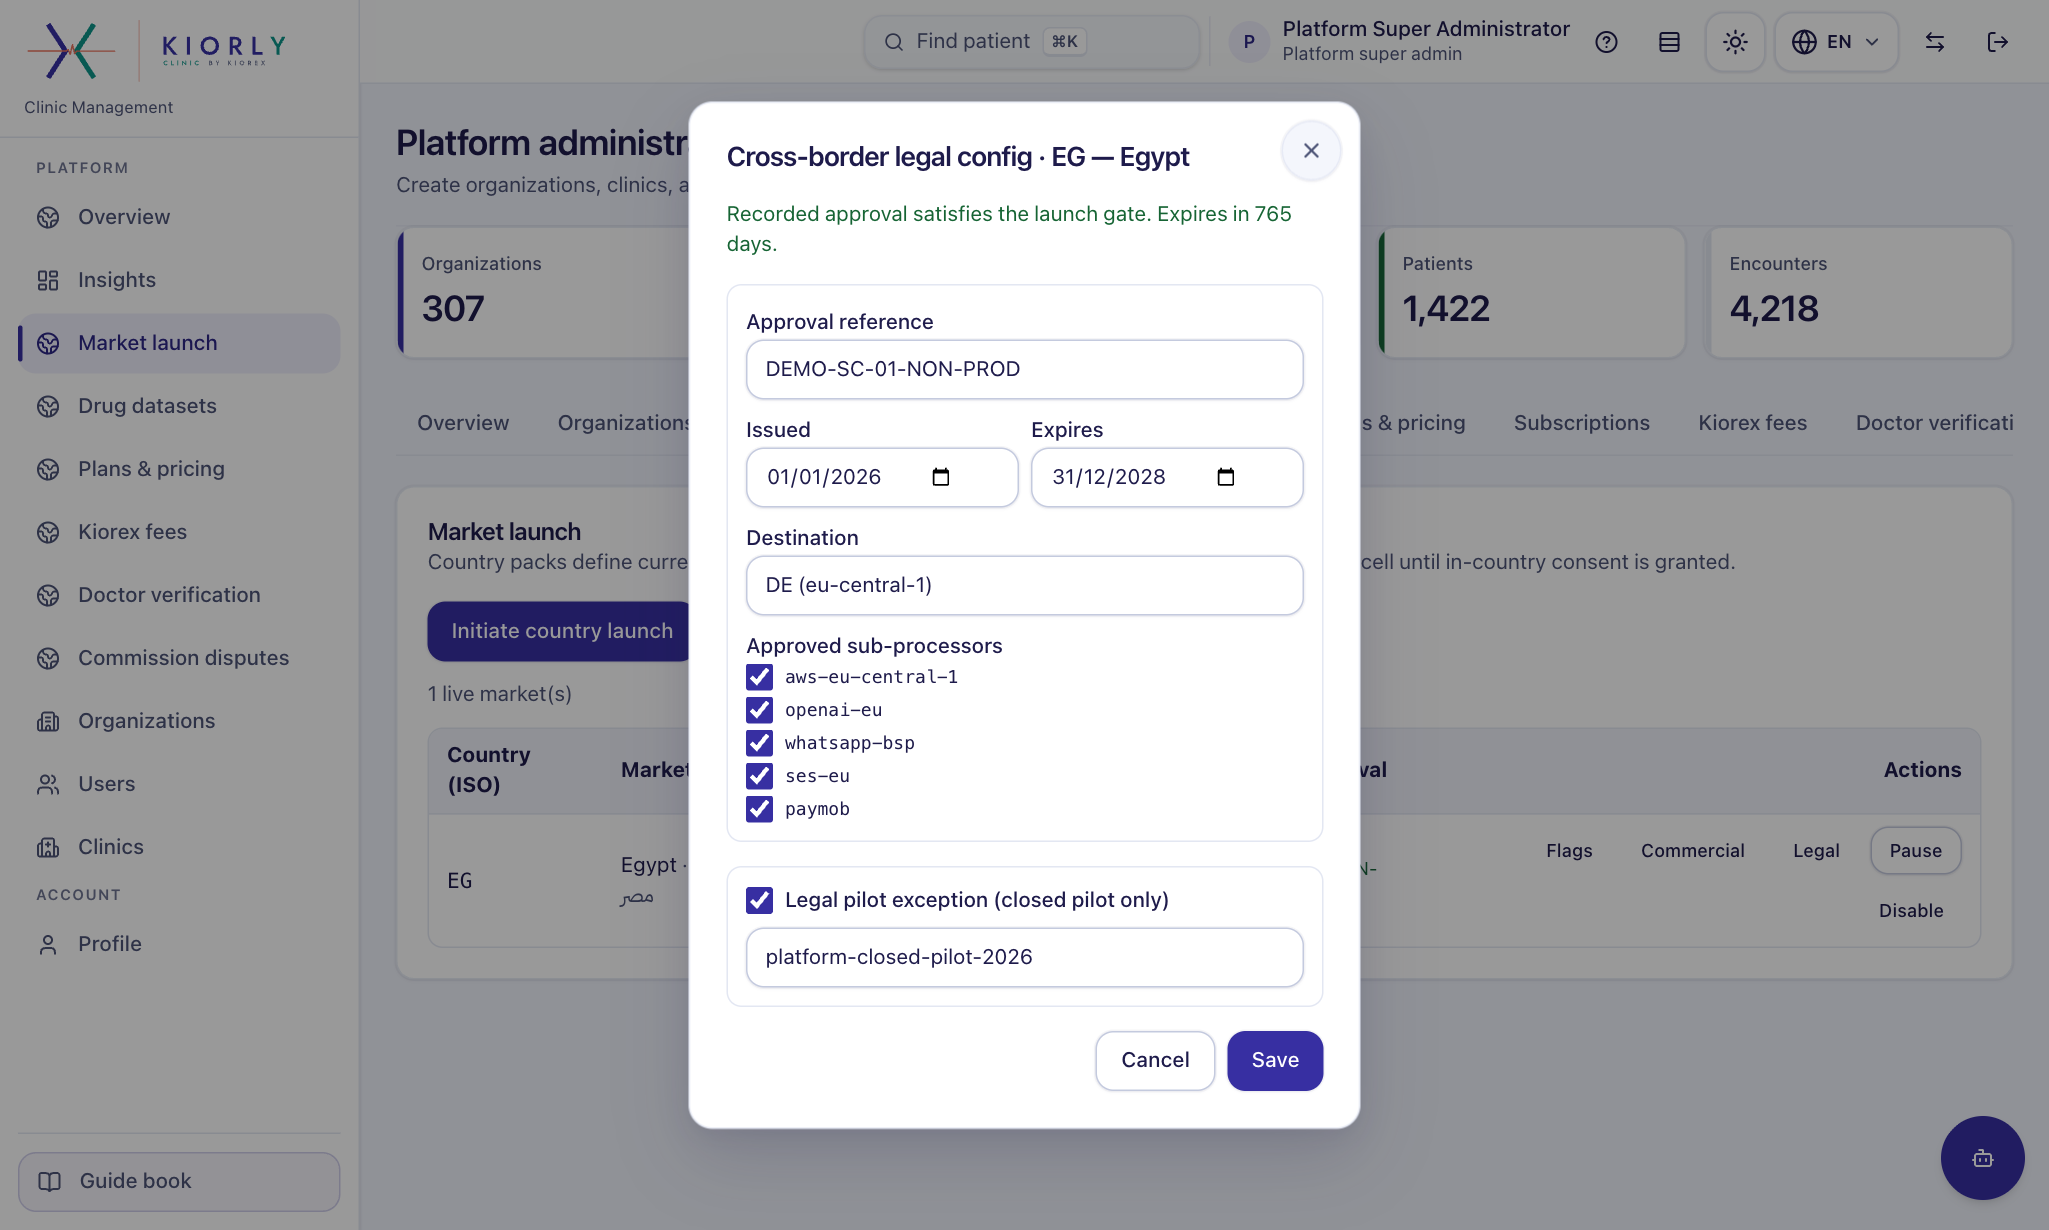 KIORLY
CLINIC BY KIOREX
Clinic Management
Find patient ⌘K
P
Platform Super Administrator
Platform super admin
EN
PLATFORM
Overview
Insights
Market launch
Drug datasets
Plans & pricing
Kiorex fees
Doctor verification
Commission disputes
Organizations
Users
Clinics
ACCOUNT
Profile
Guide book
Platform administr
Create organizations, clinics, a
Organizations
307
Patients
1,422
Encounters
4,218
Overview
Organizations
s & pricing
Subscriptions
Kiorex fees
Doctor verificati
Market launch
Country packs define curre
cell until in-country consent is granted.
Initiate country launch
1 live market(s)
Country
(ISO)
Market
val
Actions
EG
Egypt ·
مصر
N-
Flags
Commercial
Legal
Pause
Disable
Cross-border legal config · EG — Egypt
Recorded approval satisfies the launch gate. Expires in 765
days.
Approval reference
DEMO-SC-01-NON-PROD
Issued
Expires
01/01/2026
31/12/2028
Destination
DE (eu-central-1)
Approved sub-processors
aws-eu-central-1
openai-eu
whatsapp-bsp
ses-eu
paymob
Legal pilot exception (closed pilot only)
platform-closed-pilot-2026
Cancel
Save